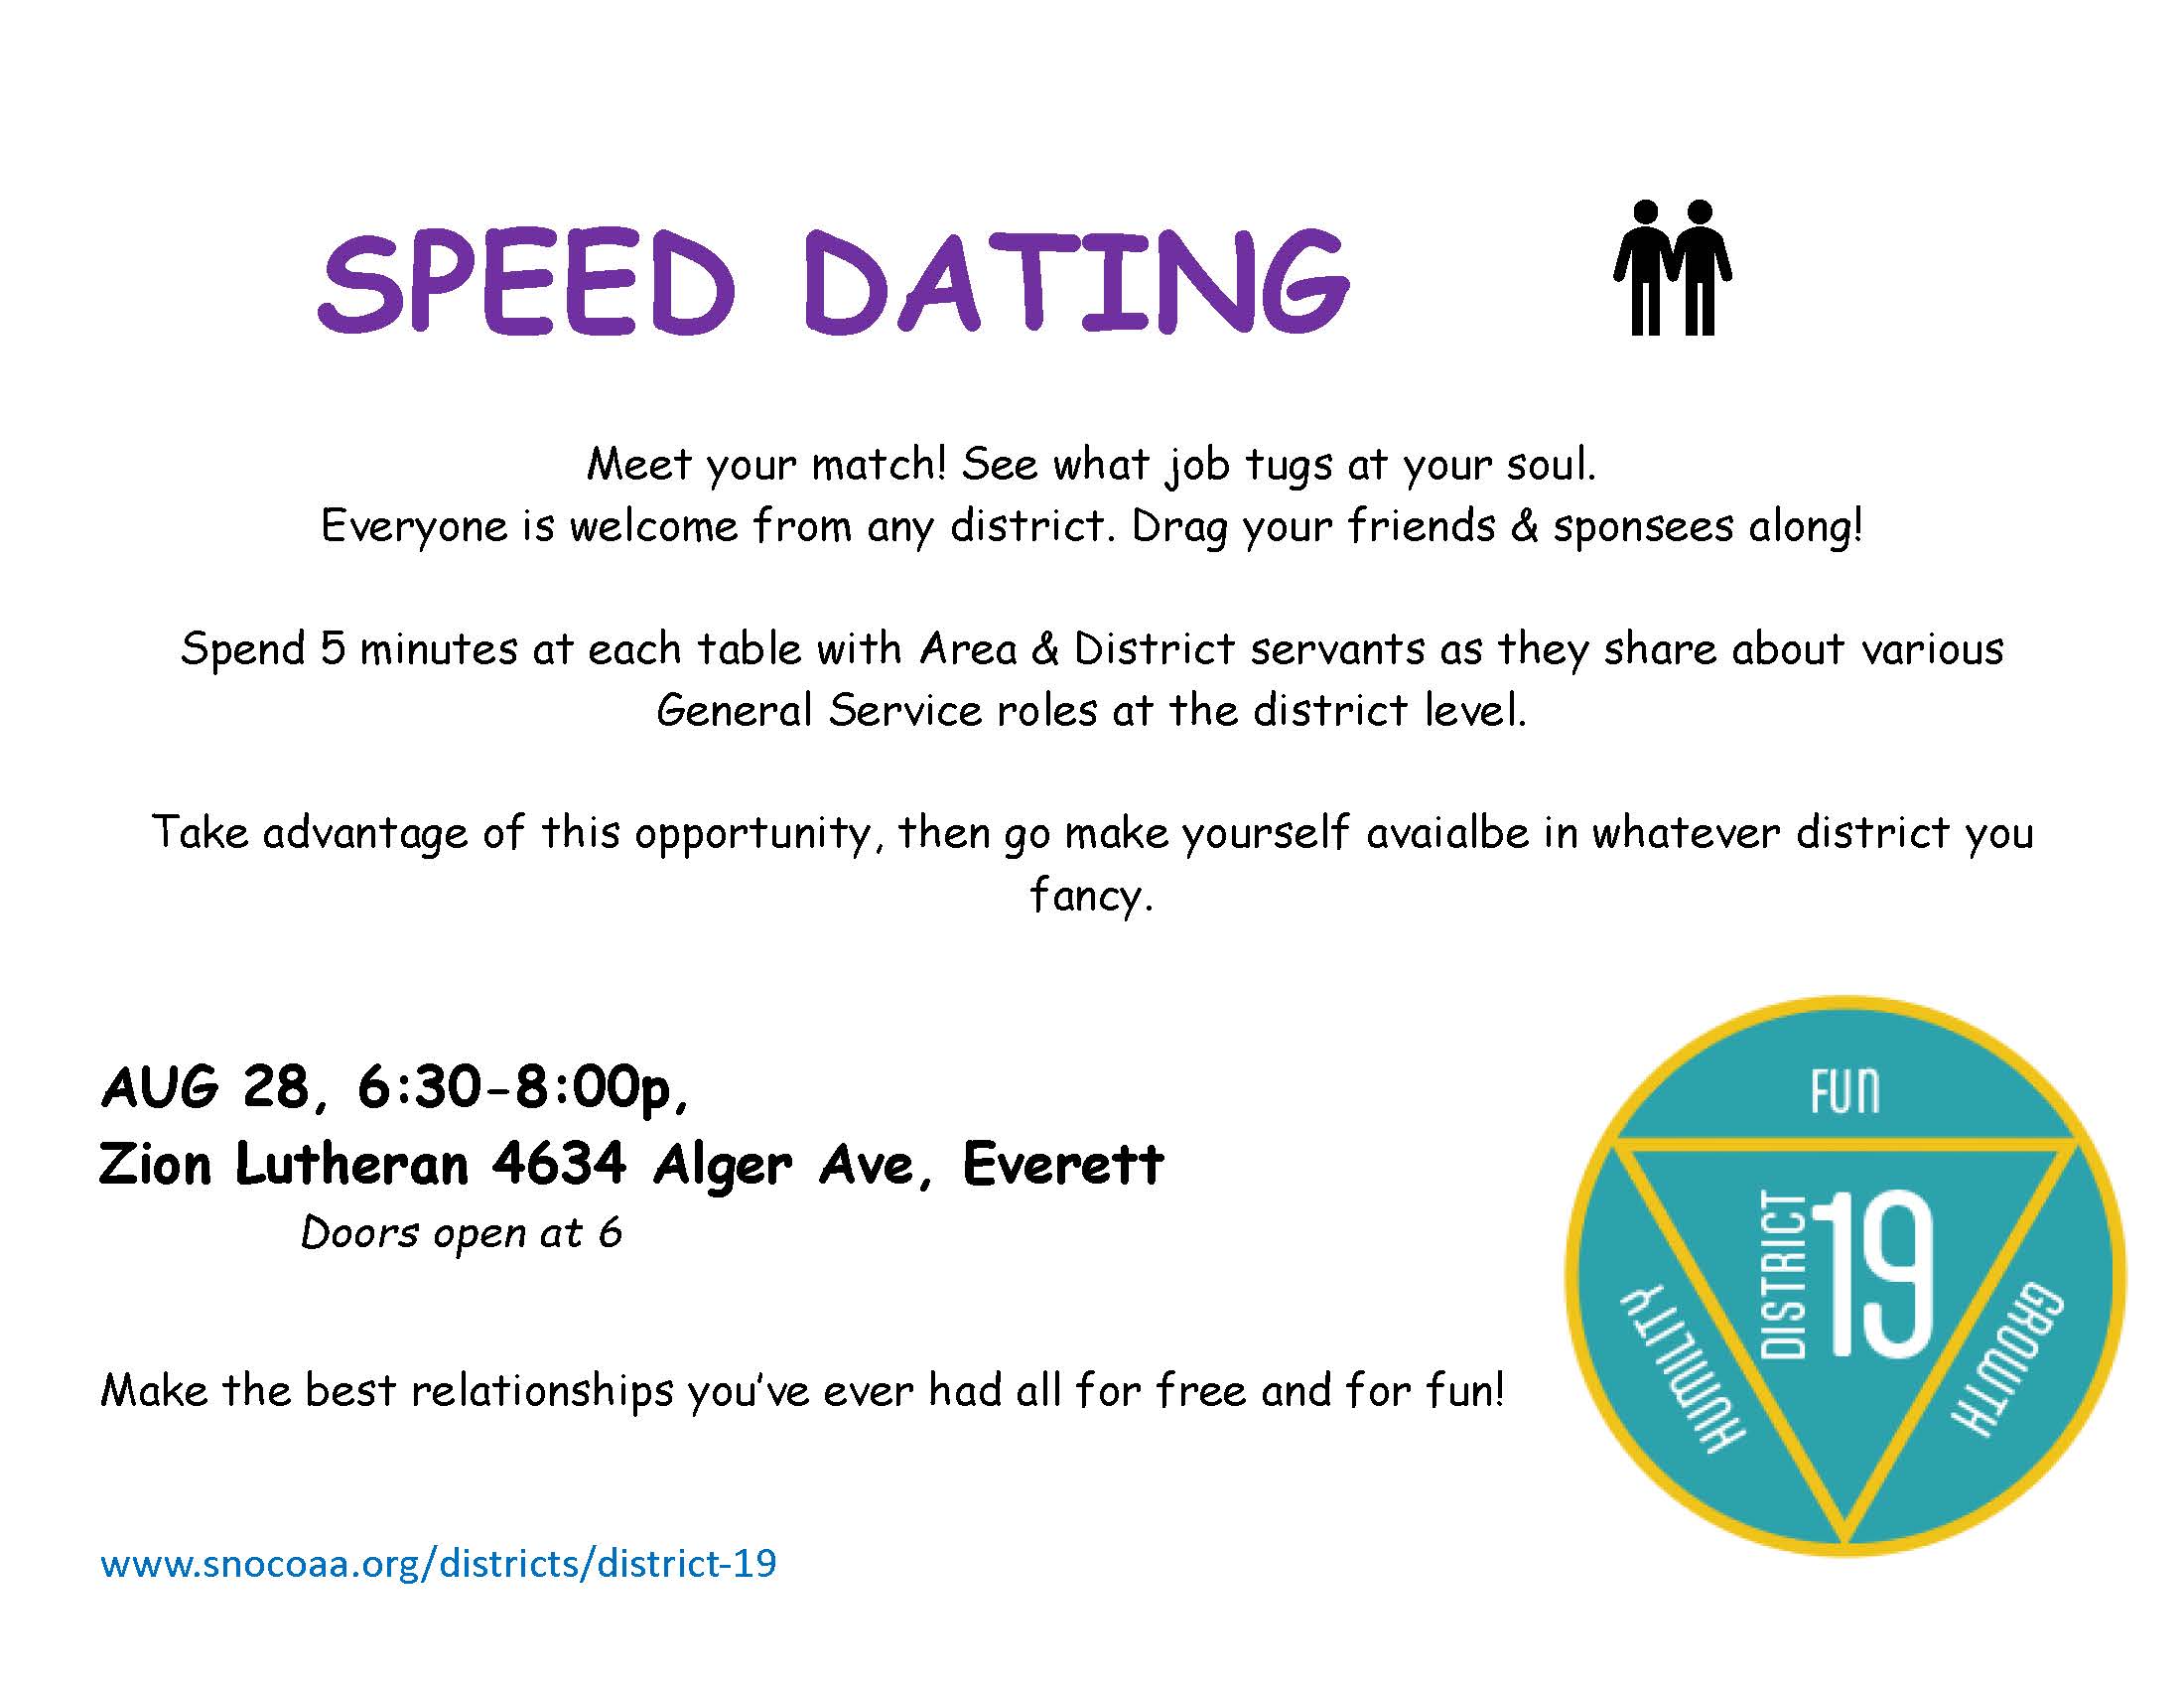 SPEED DATING
Meet your match! See what job tugs at your soul.
Everyone is welcome from any district. Drag your friends & sponsees along!
Spend 5 minutes at each table with Area & District servants as they share about various
General Service roles at the district level.
Take advantage of this opportunity, then go make yourself avaialbe in whatever district you
fancy.
AUG 28, 6:30-8:00p,
Zion Lutheran 4634 Alger Ave, Everett
Doors open at 6
Make the best relationships you've ever had all for free and for fun!
www.snocoaa.org/districts/district-19
FUN
DISTRICT
19
HUMILITY
GROWTH